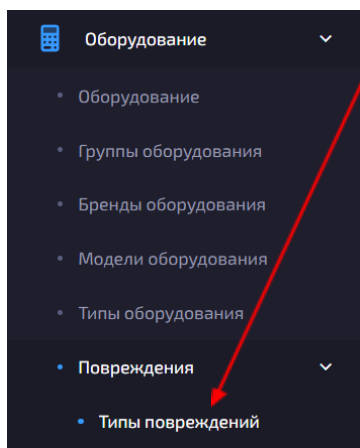 Оборудование
Оборудование
Группы оборудования
Бренды оборудования
Модели оборудования
Типы оборудования
Повреждения
Типы повреждений